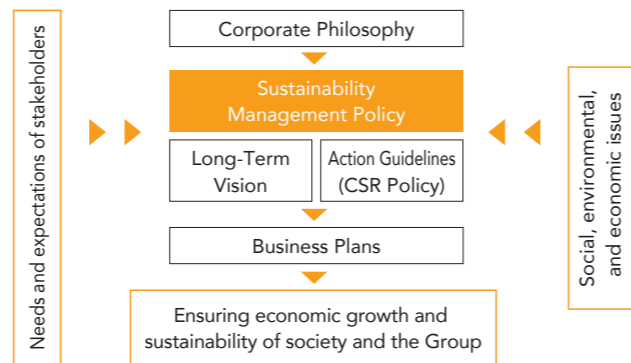 Needs and expectations of stakeholders
Corporate Philosophy
Sustainability
Management Policy
Long-Term
Vision
Action Guidelines
(CSR Policy)
Business Plans
Ensuring economic growth and
sustainability of society and the Group
Social, environmental,
and economic issues